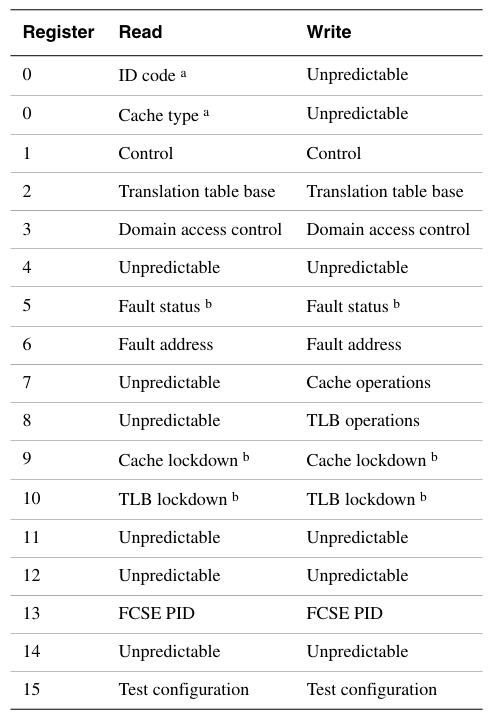 Register Read Write
0 ID code a Unpredictable
0 Cache type a Unpredictable
1 Control Control
2 Translation table base Translation table base
3 Domain access control Domain access control
4 Unpredictable Unpredictable
5 Fault status b Fault status b
6 Fault address Fault address
7 Unpredictable Cache operations
8 Unpredictable TLB operations
9 Cache lockdown b Cache lockdown b
10 TLB lockdown b TLB lockdown b
11 Unpredictable Unpredictable
12 Unpredictable Unpredictable
13 FCSE PID FCSE PID
14 Unpredictable Unpredictable
15 Test configuration Test configuration